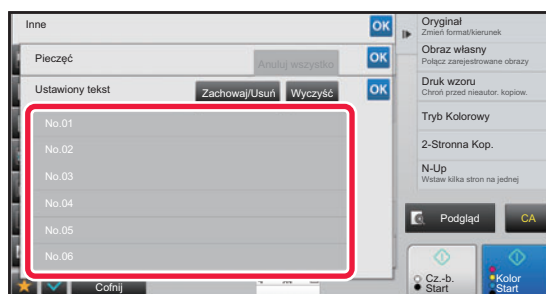 Inne
OK
Pieczęć
Anuluj wszystko
OK
Ustawiony tekst
Zachowaj/Usuń
Wyczyść
OK
No.01
No.02
No.03
No.04
No.05
No.06
Cofnij
Oryginał
Zmień format/kierunek
Obraz własny
Połącz zarejestrowane obrazy
Druk wzoru
Chroń przed nieautor. kopiow.
Tryb Kolorowy
2-Stronna Kop.
N-Up
Wstaw kilka stron na jednej
Podgląd
CA
Cz.-b.
Start
Kolor
Start